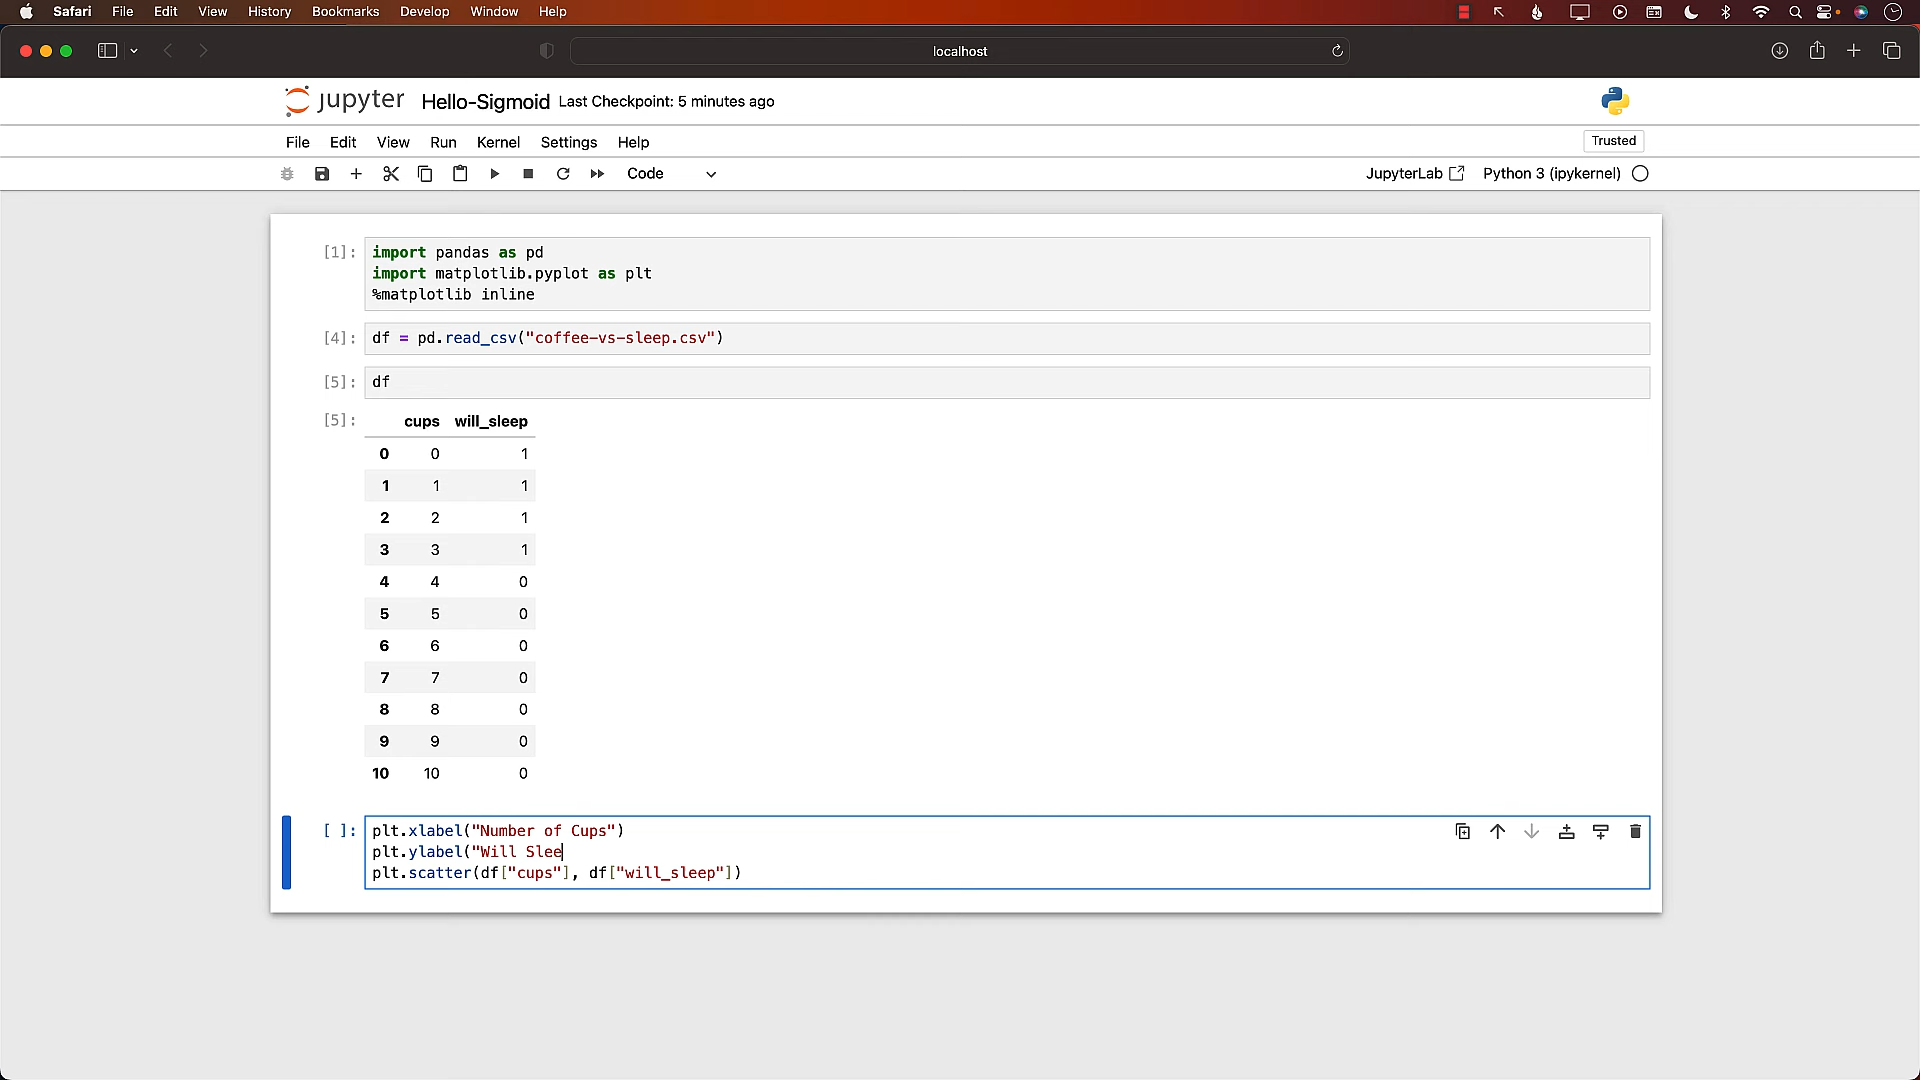 Safari File Edit View History Bookmarks Develop Window Help
localhost
jupyter Hello-Sigmoid Last Checkpoint: 5 minutes ago
File Edit View Run Kernel Settings Help Trusted
Code JupyterLab Python 3 (ipykernel)
[1]: import pandas as pd
import matplotlib.pyplot as plt
%matplotlib inline
[4]: df = pd.read_csv("coffee-vs-sleep.csv")
[5]: df
[5]: cups will_sleep
0 0 1
1 1 1
2 2 1
3 3 1
4 4 0
5 5 0
6 6 0
7 7 0
8 8 0
9 9 0
10 10 0
[ ]: plt.xlabel("Number of Cups")
plt.ylabel("Will Slee
plt.scatter(df["cups"], df["will_sleep"])